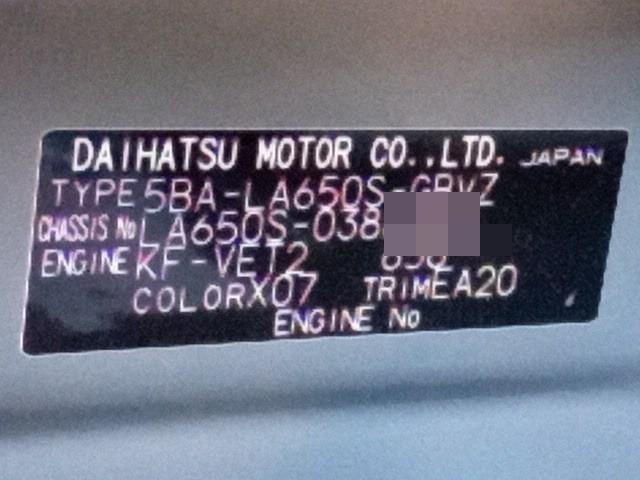 DAIHATSU MOTOR CO.,LTD. JAPAN
TYPE 5BA-LA650S-GBVZ
CHASSIS No LA650S-038
ENGINE KF-VET2 658
COLOR X07 TRIM EA20
ENGINE No